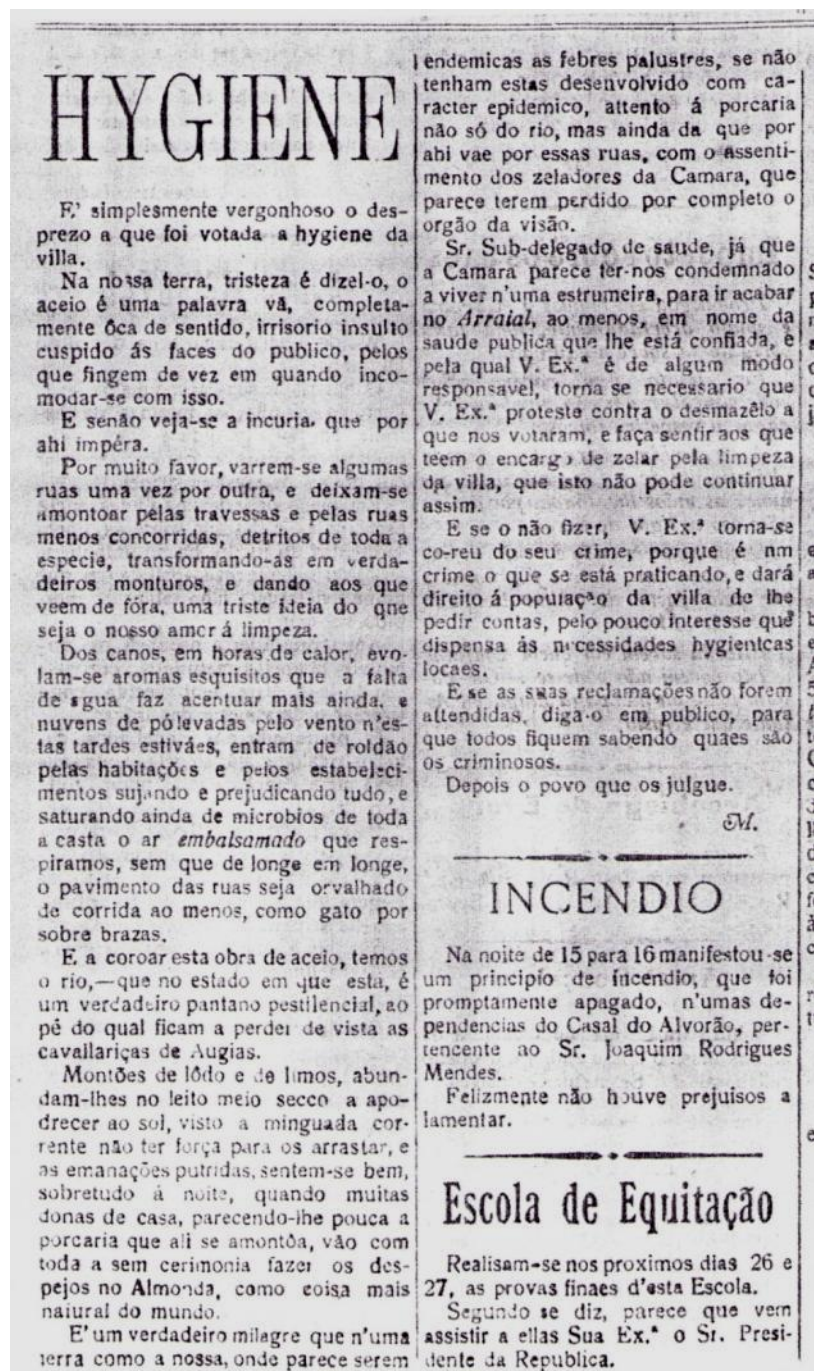 HYGIENE
E' simplesmente vergonhoso o des-
prezo a que foi votada a hygiene da
villa.
Na nossa terra, tristeza é dizel-o, o
aceio é uma palavra vã, completa-
mente ôca de sentido, irrisorio insulto
cuspido ás faces do publico, pelos
que fingem de vez em quando inco-
modar-se com isso.
E senão veja-se a incuria. que por
ahi impéra.
Por muito favor, varrem-se algumas
ruas uma vez por outra, e deixam-se
amontoar pelas travessas e pelas ruas
menos concorridas, detritos de toda a
especie, transformando-as em verda-
deiros monturos, e dando aos que
veem de fóra, uma triste ideia do qne
seja o nosso amcr á limpeza.
Dos canos, em horas de calor, evo-
lam-se aromas esquisitos que a falta
de agua faz acentuar mais ainda. e
nuvens de pólevadas pelo vento n'es-
tas tardes estiváes, entram de roldão
pelas habitações e pelos estabeleci-
mentos sujando e prejudicando tudo, e
saturando ainda de microbios de toda
a casta o ar embalsamado que res-
piramos, sem que de longe em longe,
o pavimento das ruas seja orvalhado
de corrida ao menos, como gato por
sobre brazas.
E a coroar esta obra de aceio, temos
o rio,—que no estado em que esta, é
um verdadeiro pantano pestilencial, ao
pé do qual ficam a perdei de vista as
cavallariças de Augias.
Montões de lôdo e de limos, abun-
dam-lhes no leito meio secco a apo-
drecer ao sol, visto a minguada cor-
rente não ter força para os arrastar, e
as emanações putridas, sentem-se bem,
sobretudo á noite, quando muitas
donas de casa, parecendo-lhe pouca a
porcaria que ali se amontôa, vão com
toda a sem cerimonia fazer os des-
pejos no Almonda, como coisa mais
naiural do mundo.
E' um verdadeiro milagre que n'uma
terra como a nossa, onde parece serem
endemicas as febres palustres, se não
tenham estas desenvolvido com ca-
racter epidemico, attento á porcaria
não só do rio, mas ainda da que por
ahi vae por essas ruas, com o assenti-
mento dos zeladores da Camara, que
parece terem perdido por completo o
orgão da visão.
Sr. Sub-delegado de saude, já que
a Camara parece ter-nos condemnado
a viver n'uma estrumeira, para ir acabar
no Arraial, ao menos, em nome da
saude publica que lhe está confiada, e
pela qual V. Ex.ª é de algum modo
responsavel, torna se necessario que
V. Ex.ª proteste contra o desmazêlo a
que nos votaram, e faça sentir aos que
teem o encargo de zelar pela limpeza
da villa, que isto não pode continuar
assim.
E se o não fizer, V. Ex.ª torna-se
co-reu do seu crime, porque é nm
crime o que se está praticando, e dará
direito á população da villa de lhe
pedir contas, pelo pouco interesse que
dispensa ás necessidades hygientcas
locaes.
E se as suas reclamações não forem
attendidas, diga-o em publico, para
que todos fiquem sabendo quaes são
os criminosos.
Depois o povo que os julgue.
M.
INCENDIO
Na noite de 15 para 16 manifestou-se
um principio de incendio, que foi
promptamente apagado, n'umas de-
pendencias do Casal do Alvorão, per-
tencente ao Sr. Joaquim Rodrigues
Mendes.
Felizmente não houve prejuisos a
lamentar.
Escola de Equitação
Realisam-se nos proximos dias 26 e
27, as provas finaes d'esta Escola.
Segundo se diz, parece que vem
assistir a ellas Sua Ex.ª o Sr. Presi-
dente da Republica.